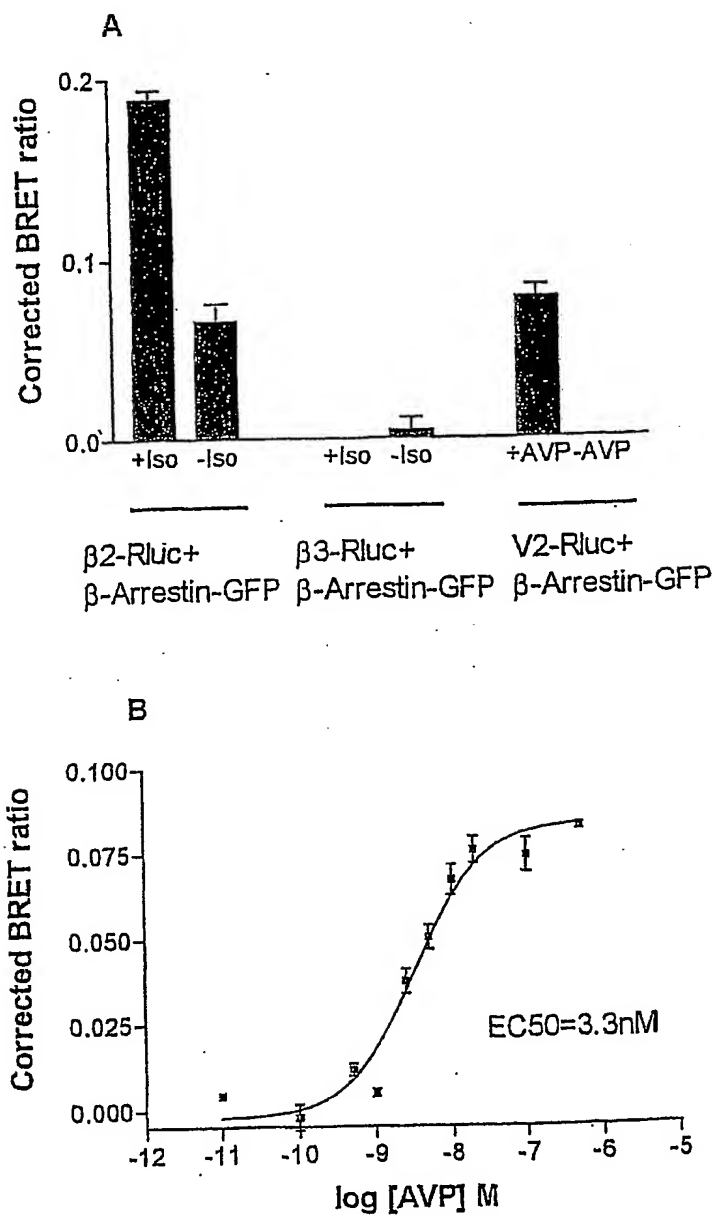 A
Corrected BRET ratio
0.2
0.1
0.0
+Iso -Iso +Iso -Iso +AVP -AVP
β2-Rluc+ β3-Rluc+ V2-Rluc+
β-Arrestin-GFP β-Arrestin-GFP β-Arrestin-GFP
B
Corrected BRET ratio
0.100
0.075
0.050
0.025
0.000
EC50=3.3nM
-12 -11 -10 -9 -8 -7 -6 -5
log [AVP] M